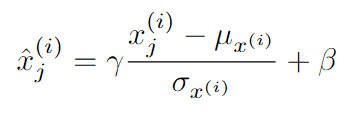 $$\hat{x}_j^{(i)} = \gamma \frac{x_j^{(i)} - \mu_{x^{(i)}}}{\sigma_{x^{(i)}}} + \beta$$